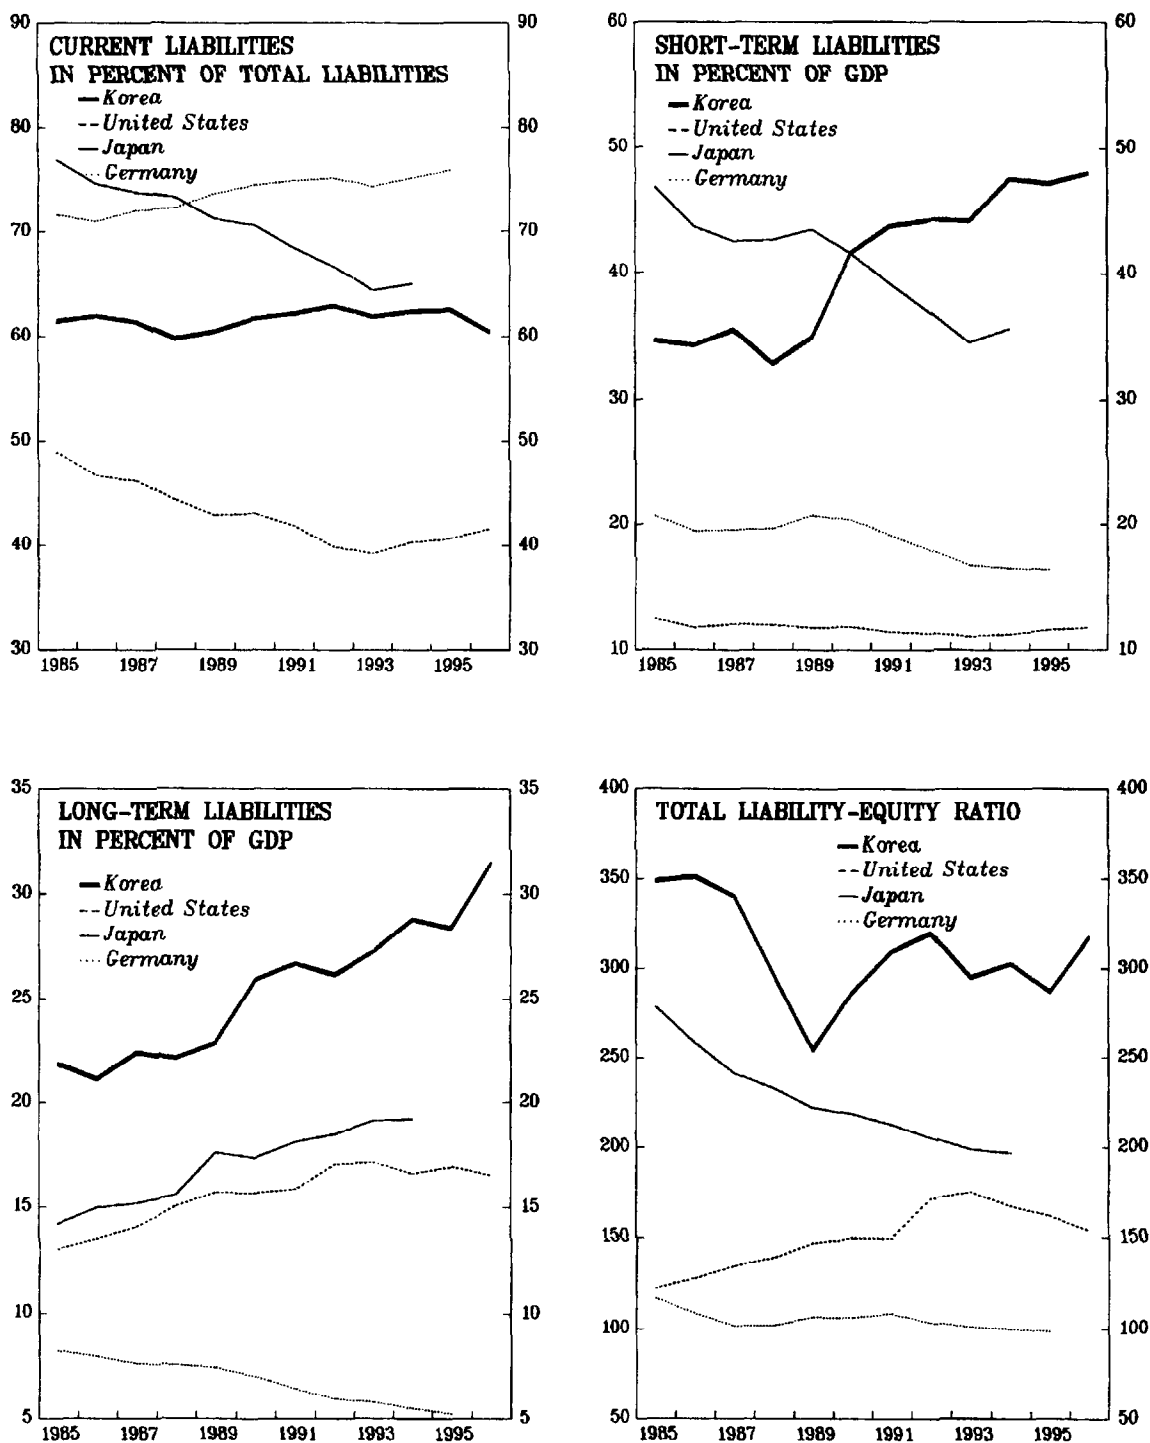 CURRENT LIABILITIES
IN PERCENT OF TOTAL LIABILITIES
Korea
United States
Japan
Germany
90
80
70
60
50
40
30
90
80
70
60
50
40
30
1985 1987 1989 1991 1993 1995
SHORT-TERM LIABILITIES
IN PERCENT OF GDP
Korea
United States
Japan
Germany
60
50
40
30
20
10
60
50
40
30
20
10
1985 1987 1989 1991 1993 1995
LONG-TERM LIABILITIES
IN PERCENT OF GDP
Korea
United States
Japan
Germany
35
30
25
20
15
10
5
35
30
25
20
15
10
5
1985 1987 1989 1991 1993 1995
TOTAL LIABILITY-EQUITY RATIO
Korea
United States
Japan
Germany
400
350
300
250
200
150
100
50
400
350
300
250
200
150
100
50
1985 1987 1989 1991 1993 1995